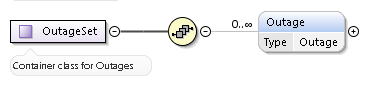 OutageSet
Container class for Outages
0..∞
Outage
Type Outage